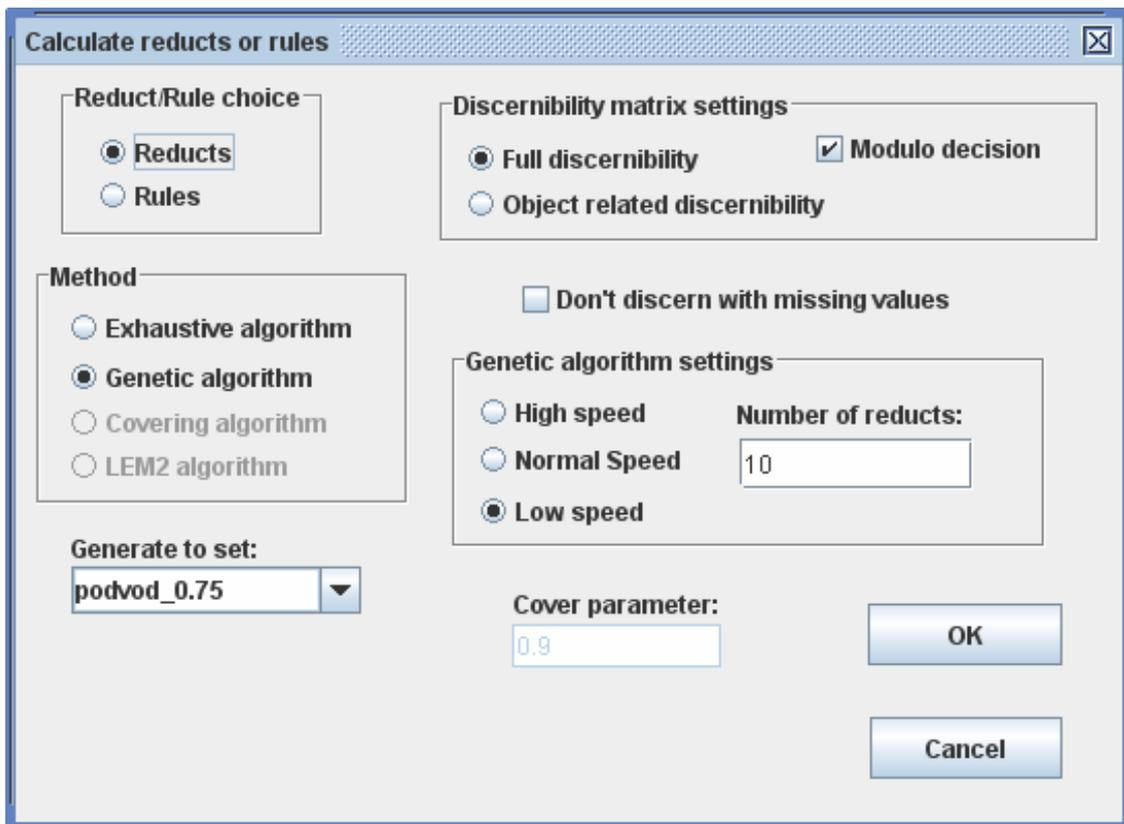 Calculate reducts or rules
Reduct/Rule choice
Reducts
Rules
Discernibility matrix settings
Full discernibility
Modulo decision
Object related discernibility
Method
Exhaustive algorithm
Genetic algorithm
Covering algorithm
LEM2 algorithm
Don't discern with missing values
Genetic algorithm settings
High speed
Normal Speed
Low speed
Number of reducts:
10
Generate to set:
podvod_0.75
Cover parameter:
0.9
OK
Cancel